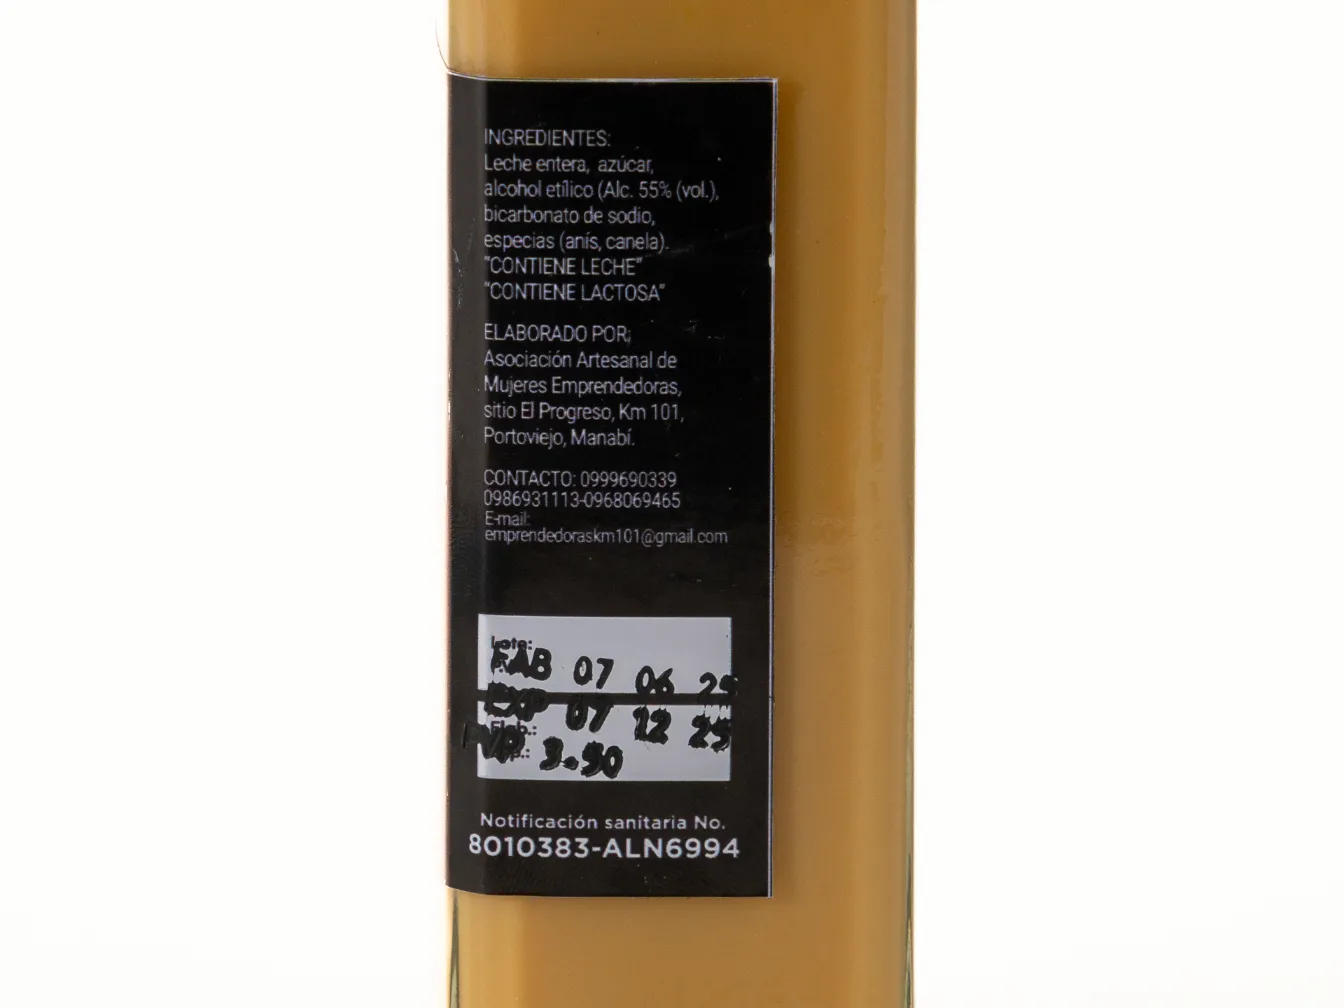 INGREDIENTES:
Leche entera, azúcar,
alcohol etílico (Alc. 55% (vol.),
bicarbonato de sodio,
especias (anís, canela).
"CONTIENE LECHE"
"CONTIENE LACTOSA"
ELABORADO POR:
Asociación Artesanal de
Mujeres Emprendedoras,
sitio El Progreso, Km 101,
Portoviejo, Manabí.
CONTACTO: 0999690339
0986931113-0968069465
E-mail:
emprendedoraskm101@gmail.com
Lote:
FAB 07 06 25
EXP 07 12 25
PVP 3.90
Notificación sanitaria No.
8010383-ALN6994